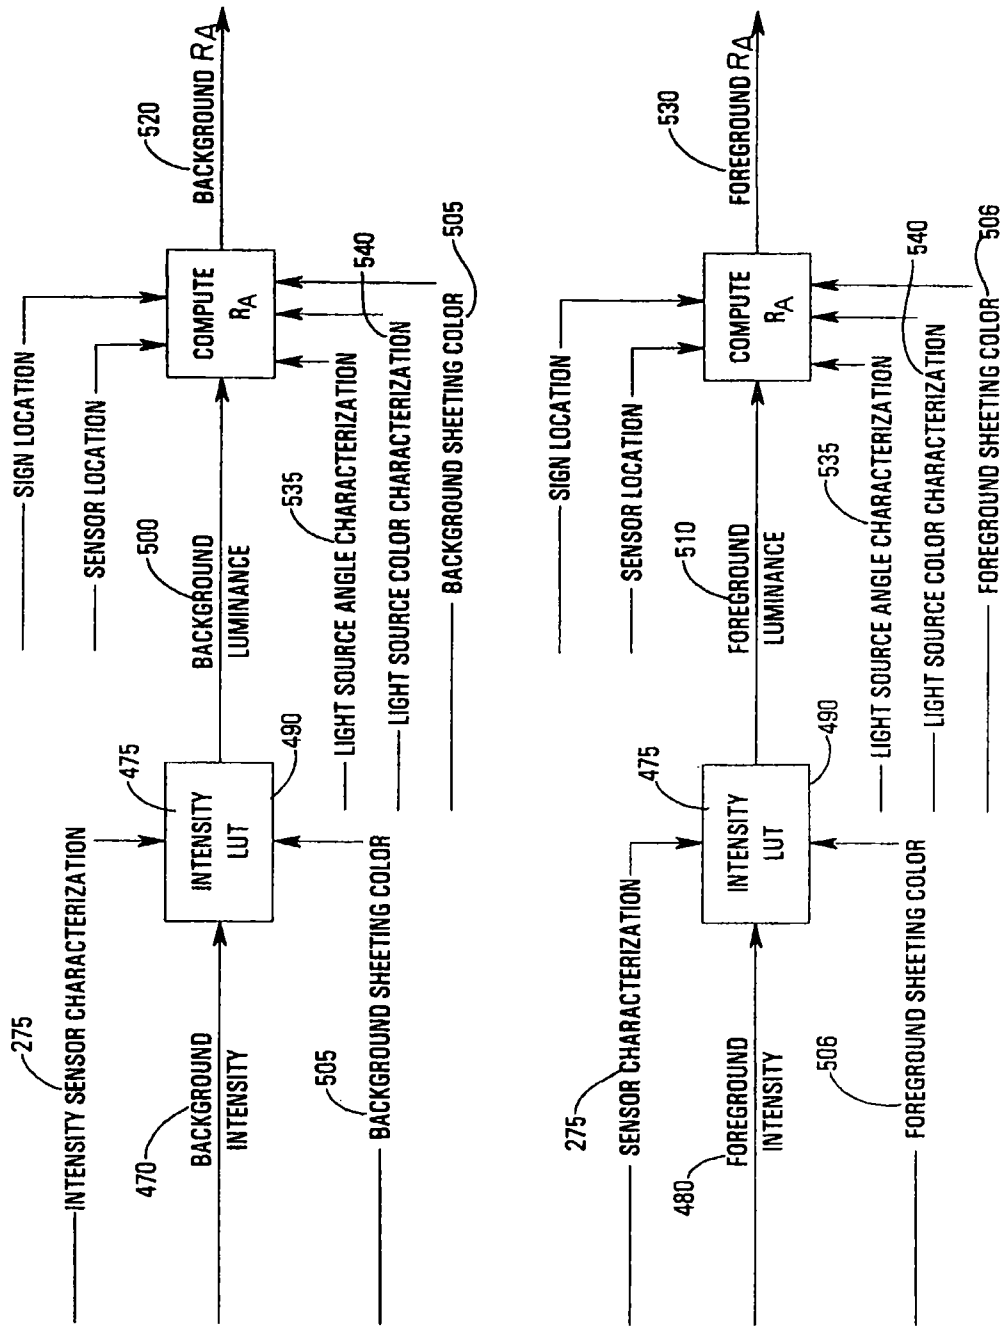 275
INTENSITY SENSOR CHARACTERIZATION
470
BACKGROUND
INTENSITY
505
BACKGROUND SHEETING COLOR
475
INTENSITY
LUT
490
500
BACKGROUND
LUMINANCE
SIGN LOCATION
SENSOR LOCATION
535
LIGHT SOURCE ANGLE CHARACTERIZATION
540
LIGHT SOURCE COLOR CHARACTERIZATION
505
BACKGROUND SHEETING COLOR
COMPUTE
RA
520
BACKGROUND RA
275
SENSOR CHARACTERIZATION
480
FOREGROUND
INTENSITY
506
FOREGROUND SHEETING COLOR
475
INTENSITY
LUT
490
510
FOREGROUND
LUMINANCE
SIGN LOCATION
SENSOR LOCATION
535
LIGHT SOURCE ANGLE CHARACTERIZATION
540
LIGHT SOURCE COLOR CHARACTERIZATION
506
FOREGROUND SHEETING COLOR
COMPUTE
RA
530
FOREGROUND RA